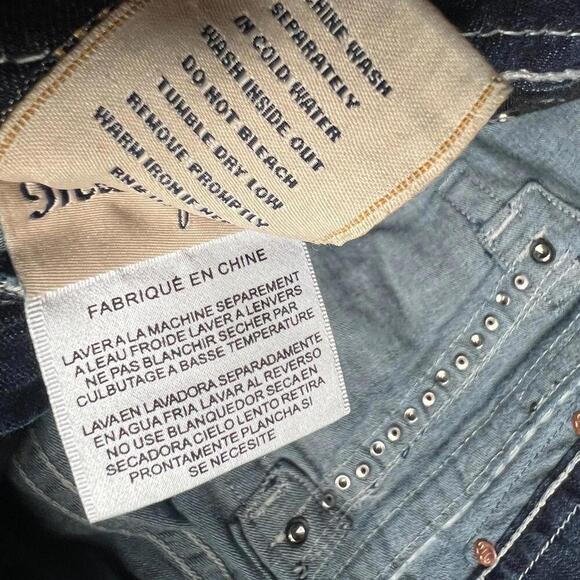 MACHINE WASH
SEPARATELY
IN COLD WATER
WASH INSIDE OUT
DO NOT BLEACH
TUMBLE DRY LOW
REMOVE PROMPTLY
WARM IRON IF
FABRIQUÉ EN CHINE
LAVER A LA MACHINE SEPAREMENT
A LEAU FROIDE LAVER A LENVERS
NE PAS BLANCHIR SECHER PAR
CULBUTAGE A BASSE TEMPERATURE
LAVA EN LAVADORA SEPARADAMENTE
EN AGUA FRIA LAVAR AL REVERSO
NO USE BLANQUEDOR SECA EN
SECADORA CIELO LENTO RETIRA
PRONTAMENTE PLANCHA SI
SE NECESITE